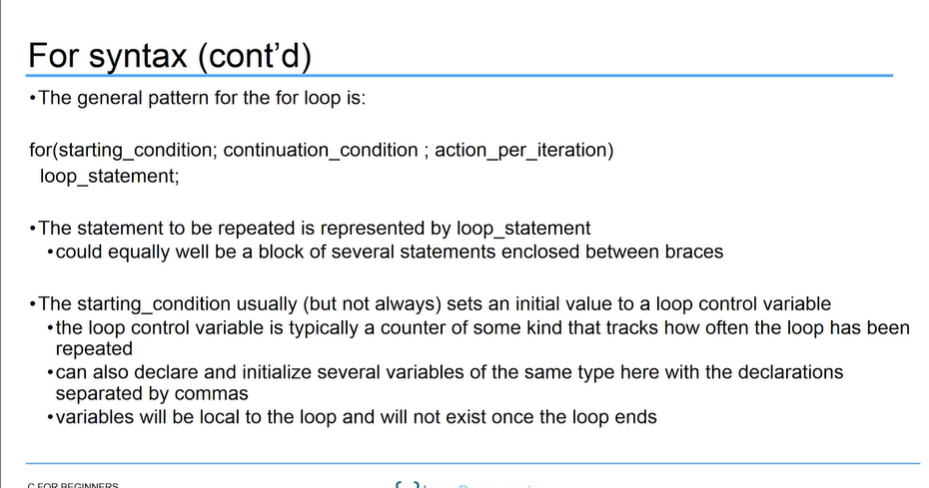 For syntax (cont’d)
•The general pattern for the for loop is:
for(starting_condition; continuation_condition ; action_per_iteration)
loop_statement;
•The statement to be repeated is represented by loop_statement
•could equally well be a block of several statements enclosed between braces
•The starting_condition usually (but not always) sets an initial value to a loop control variable
•the loop control variable is typically a counter of some kind that tracks how often the loop has been
repeated
•can also declare and initialize several variables of the same type here with the declarations
separated by commas
•variables will be local to the loop and will not exist once the loop ends
C FOR BEGINNERS